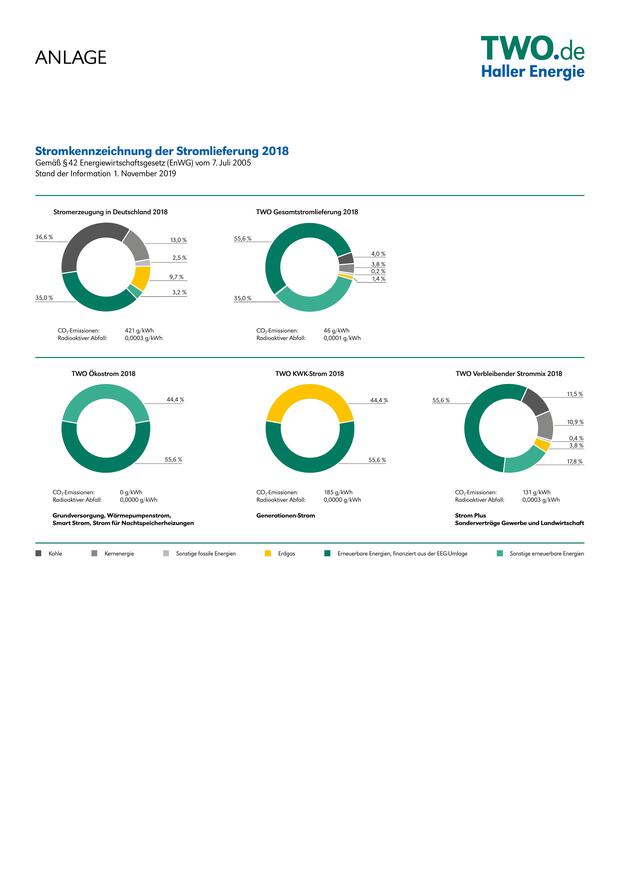 ANLAGE
TWO.de
Haller Energie
Stromkennzeichnung der Stromlieferung 2018
Gemäß § 42 Energiewirtschaftsgesetz (EnWG) vom 7. Juli 2005
Stand der Information 1. November 2019
Stromerzeugung in Deutschland 2018
36,6 %
13,0 %
2,5 %
9,7 %
3,2 %
35,0 %
CO₂-Emissionen: 421 g/kWh
Radioaktiver Abfall: 0,0003 g/kWh
TWO Gesamtstromlieferung 2018
55,6 %
4,0 %
3,8 %
0,2 %
1,4 %
35,0 %
CO₂-Emissionen: 46 g/kWh
Radioaktiver Abfall: 0,0001 g/kWh
TWO Ökostrom 2018
44,4 %
55,6 %
CO₂-Emissionen: 0 g/kWh
Radioaktiver Abfall: 0,0000 g/kWh
Grundversorgung, Wärmepumpenstrom,
Smart Strom, Strom für Nachtspeicherheizungen
TWO KWK-Strom 2018
44,4 %
55,6 %
CO₂-Emissionen: 185 g/kWh
Radioaktiver Abfall: 0,0000 g/kWh
Generationen-Strom
TWO Verbleibender Strommix 2018
55,6 %
11,5 %
10,9 %
0,4 %
3,8 %
17,8 %
CO₂-Emissionen: 131 g/kWh
Radioaktiver Abfall: 0,0003 g/kWh
Strom Plus
Sonderverträge Gewerbe und Landwirtschaft
Kohle
Kernenergie
Sonstige fossile Energien
Erdgas
Erneuerbare Energien, finanziert aus der EEG-Umlage
Sonstige erneuerbare Energien